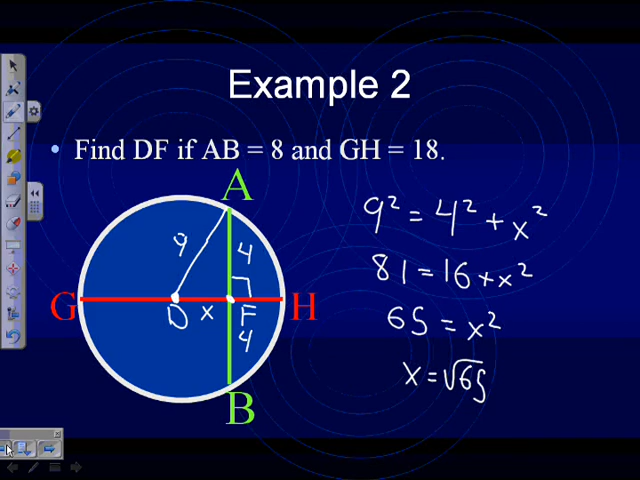 Example 2
• Find DF if AB = 8 and GH = 18.
A
9
4
G
D
x
F
H
4
B
9² = 4² + x²
81 = 16 + x²
65 = x²
x = √65